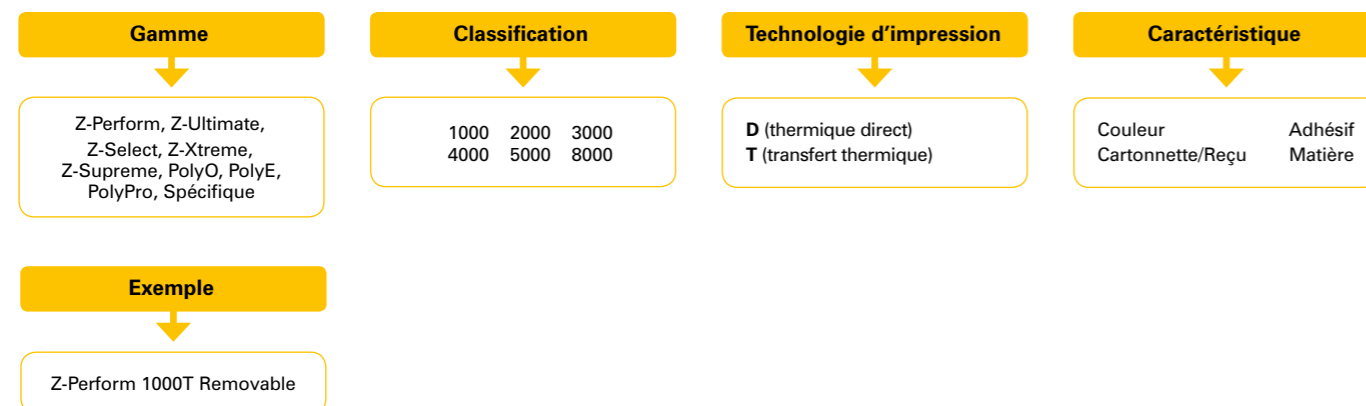 Gamme
Z-Perform, Z-Ultimate,
Z-Select, Z-Xtreme,
Z-Supreme, PolyO, PolyE,
PolyPro, Spécifique
Classification
1000 2000 3000
4000 5000 8000
Technologie d’impression
D (thermique direct)
T (transfert thermique)
Caractéristique
Couleur Adhésif
Cartonnette/Reçu Matière
Exemple
Z-Perform 1000T Removable